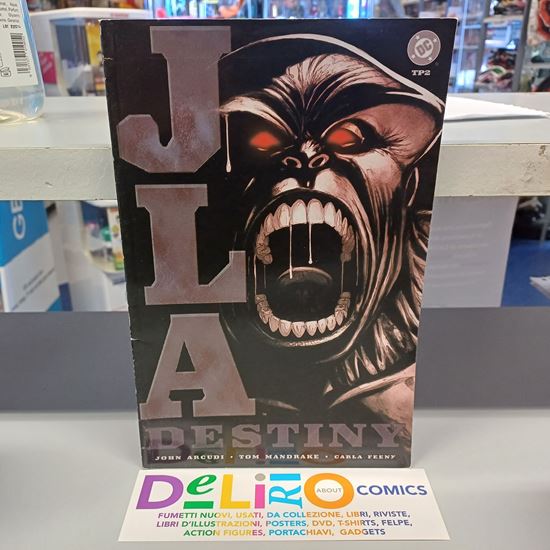 DC
TP2
JLA
DESTINY
JOHN ARCUDI • TOM MANDRAKE • CARLA FEENY
DeLiRiO ABOUT COMICS
FUMETTI NUOVI, USATI, DA COLLEZIONE, LIBRI, RIVISTE,
LIBRI D'ILLUSTRAZIONI, POSTERS, DVD, T-SHIRTS, FELPE,
ACTION FIGURES, PORTACHIAVI, GADGETS